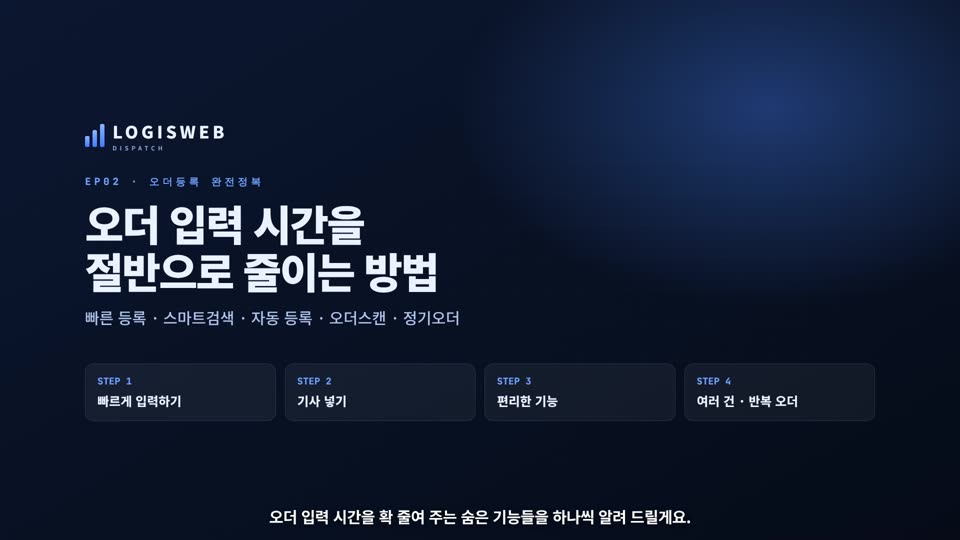 LOGISWEB
DISPATCH
EP02 · 오더등록 완전정복
오더 입력 시간을
절반으로 줄이는 방법
빠른 등록 · 스마트검색 · 자동 등록 · 오더스캔 · 정기오더
STEP 1
빠르게 입력하기
STEP 2
기사 넣기
STEP 3
편리한 기능
STEP 4
여러 건 · 반복 오더
오더 입력 시간을 확 줄여 주는 숨은 기능들을 하나씩 알려 드릴게요.